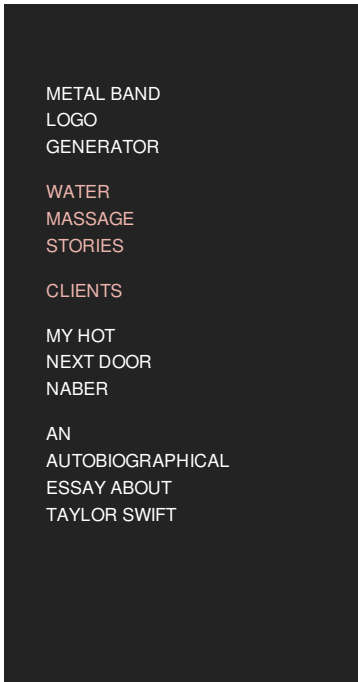 METAL BAND
LOGO
GENERATOR
WATER
MASSAGE
STORIES
CLIENTS
MY HOT
NEXT DOOR
NABER
AN
AUTOBIOGRAPHICAL
ESSAY ABOUT
TAYLOR SWIFT